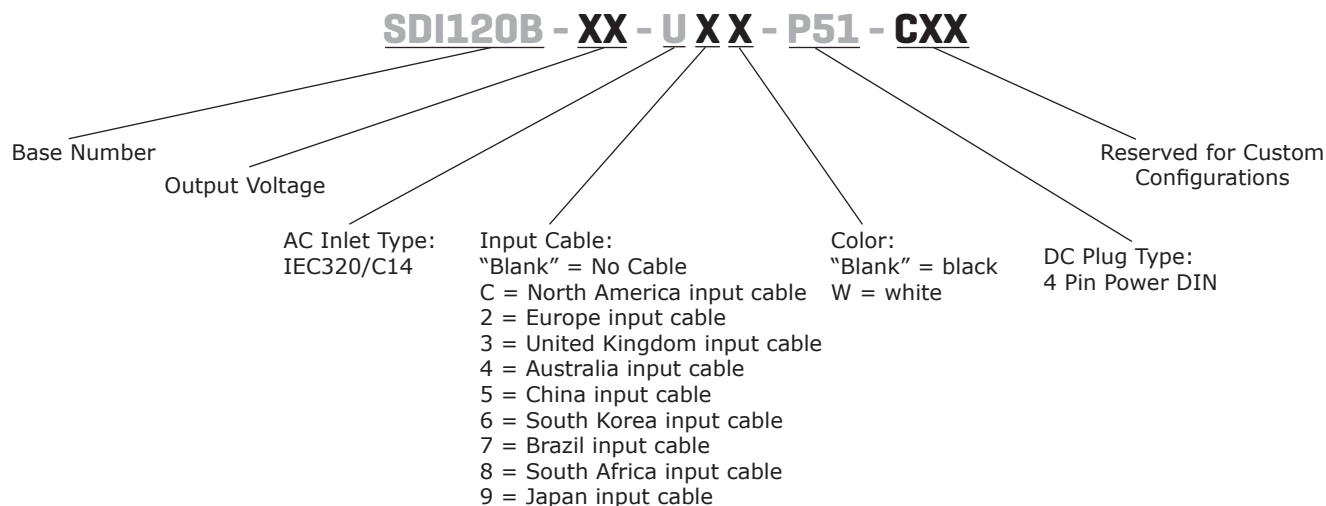 SDI120B - XX - U X X - P51 - CXX
Base Number
Output Voltage
AC Inlet Type:
IEC320/C14
Input Cable:
“Blank” = No Cable
C = North America input cable
2 = Europe input cable
3 = United Kingdom input cable
4 = Australia input cable
5 = China input cable
6 = South Korea input cable
7 = Brazil input cable
8 = South Africa input cable
9 = Japan input cable
Color:
“Blank” = black
W = white
DC Plug Type:
4 Pin Power DIN
Reserved for Custom
Configurations